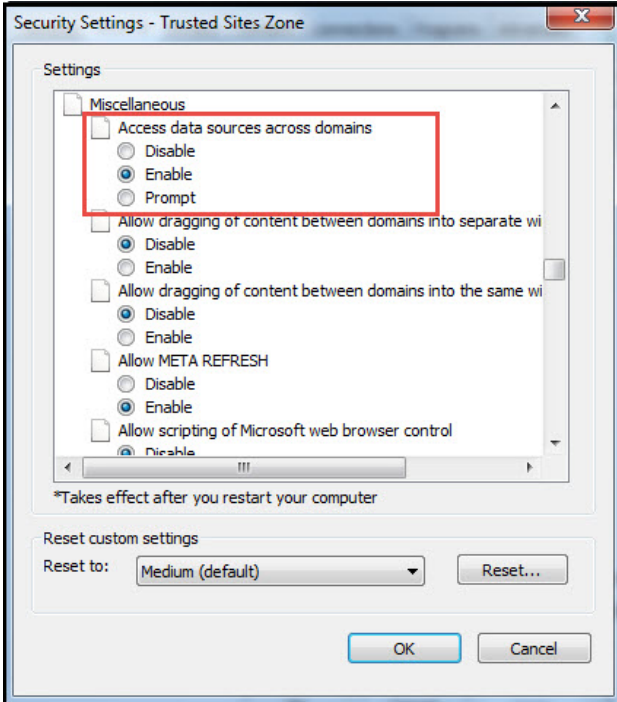 Security Settings - Trusted Sites Zone
Settings
Miscellaneous
Access data sources across domains
Disable
Enable
Prompt
Allow dragging of content between domains into separate wi
Disable
Enable
Allow dragging of content between domains into the same wi
Disable
Enable
Allow META REFRESH
Disable
Enable
Allow scripting of Microsoft web browser control
Disable
*Takes effect after you restart your computer
Reset custom settings
Reset to:
Medium (default)
Reset...
OK
Cancel